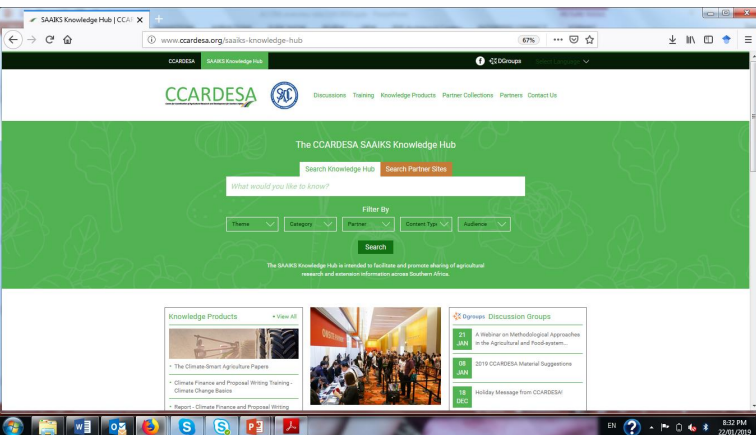 SAAIKS Knowledge Hub | CCAR
www.ccardesa.org/saaiks-knowledge-hub
67%
CCARDESA
SAAIKS Knowledge Hub
DGroups
Select Language
CCARDESA
Discussions Training Knowledge Products Partner Collections Partners Contact Us
The CCARDESA SAAIKS Knowledge Hub
Search Knowledge Hub
Search Partner Sites
What would you like to know?
Filter By
Theme
Category
Partner
Content Type
Audience
Search
The SAAIKS Knowledge Hub is intended to facilitate and promote sharing of agricultural
research and extension information across Southern Africa.
Knowledge Products
View All
The Climate-Smart Agriculture Papers
Climate Finance and Proposal Writing Training -
Climate Change Basics
Report - Climate Finance and Proposal Writing
Dgroups Discussion Groups
21
JAN
A Webinar on Methodological Approaches
in the Agricultural and Food-system...
08
JAN
2019 CCARDESA Material Suggestions
18
DEC
Holiday Message from CCARDESA!
EN
8:32 PM
22/01/2019